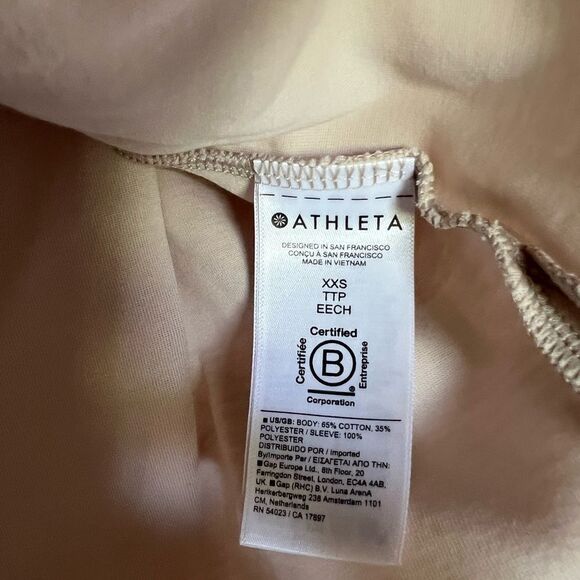 ATHLETA
DESIGNED IN SAN FRANCISCO
CONÇU À SAN FRANCISCO
MADE IN VIETNAM
XXS
TTP
EECH
Certified
Certifiée
B
Entreprise
Corporation
■ US/GB: BODY: 65% COTTON, 35%
POLYESTER / SLEEVE: 100%
POLYESTER
DISTRIBUIDO POR / Imported
By/Importe Par / ΕΙΣΑΓΕΤΑΙ ΑΠΟ ΤΗΝ:
■Gap Europe Ltd., 6th Floor, 20
Farringdon Street, London, EC4A 4AB,
UK. ■Gap (RHC) B.V. Luna ArenA
Herikerbergweg 238 Amsterdam 1101
CM, Netherlands
RN 54023 / CA 17897